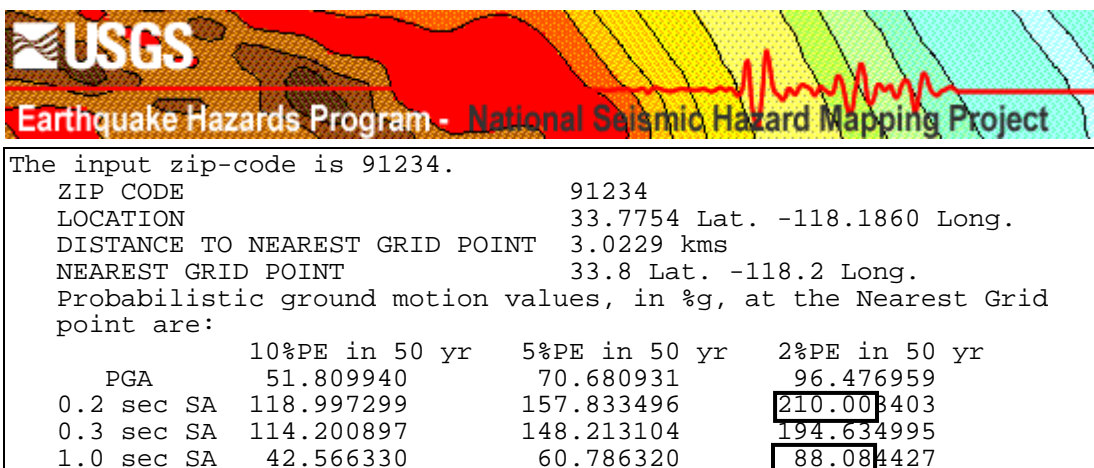 USGS
Earthquake Hazards Program - National Seismic Hazard Mapping Project
The input zip-code is 91234.
ZIP CODE 91234
LOCATION 33.7754 Lat. -118.1860 Long.
DISTANCE TO NEAREST GRID POINT 3.0229 kms
NEAREST GRID POINT 33.8 Lat. -118.2 Long.
Probabilistic ground motion values, in %g, at the Nearest Grid
point are:
10%PE in 50 yr 5%PE in 50 yr 2%PE in 50 yr
PGA 51.809940 70.680931 96.476959
0.2 sec SA 118.997299 157.833496 210.003403
0.3 sec SA 114.200897 148.213104 194.634995
1.0 sec SA 42.566330 60.786320 88.084427